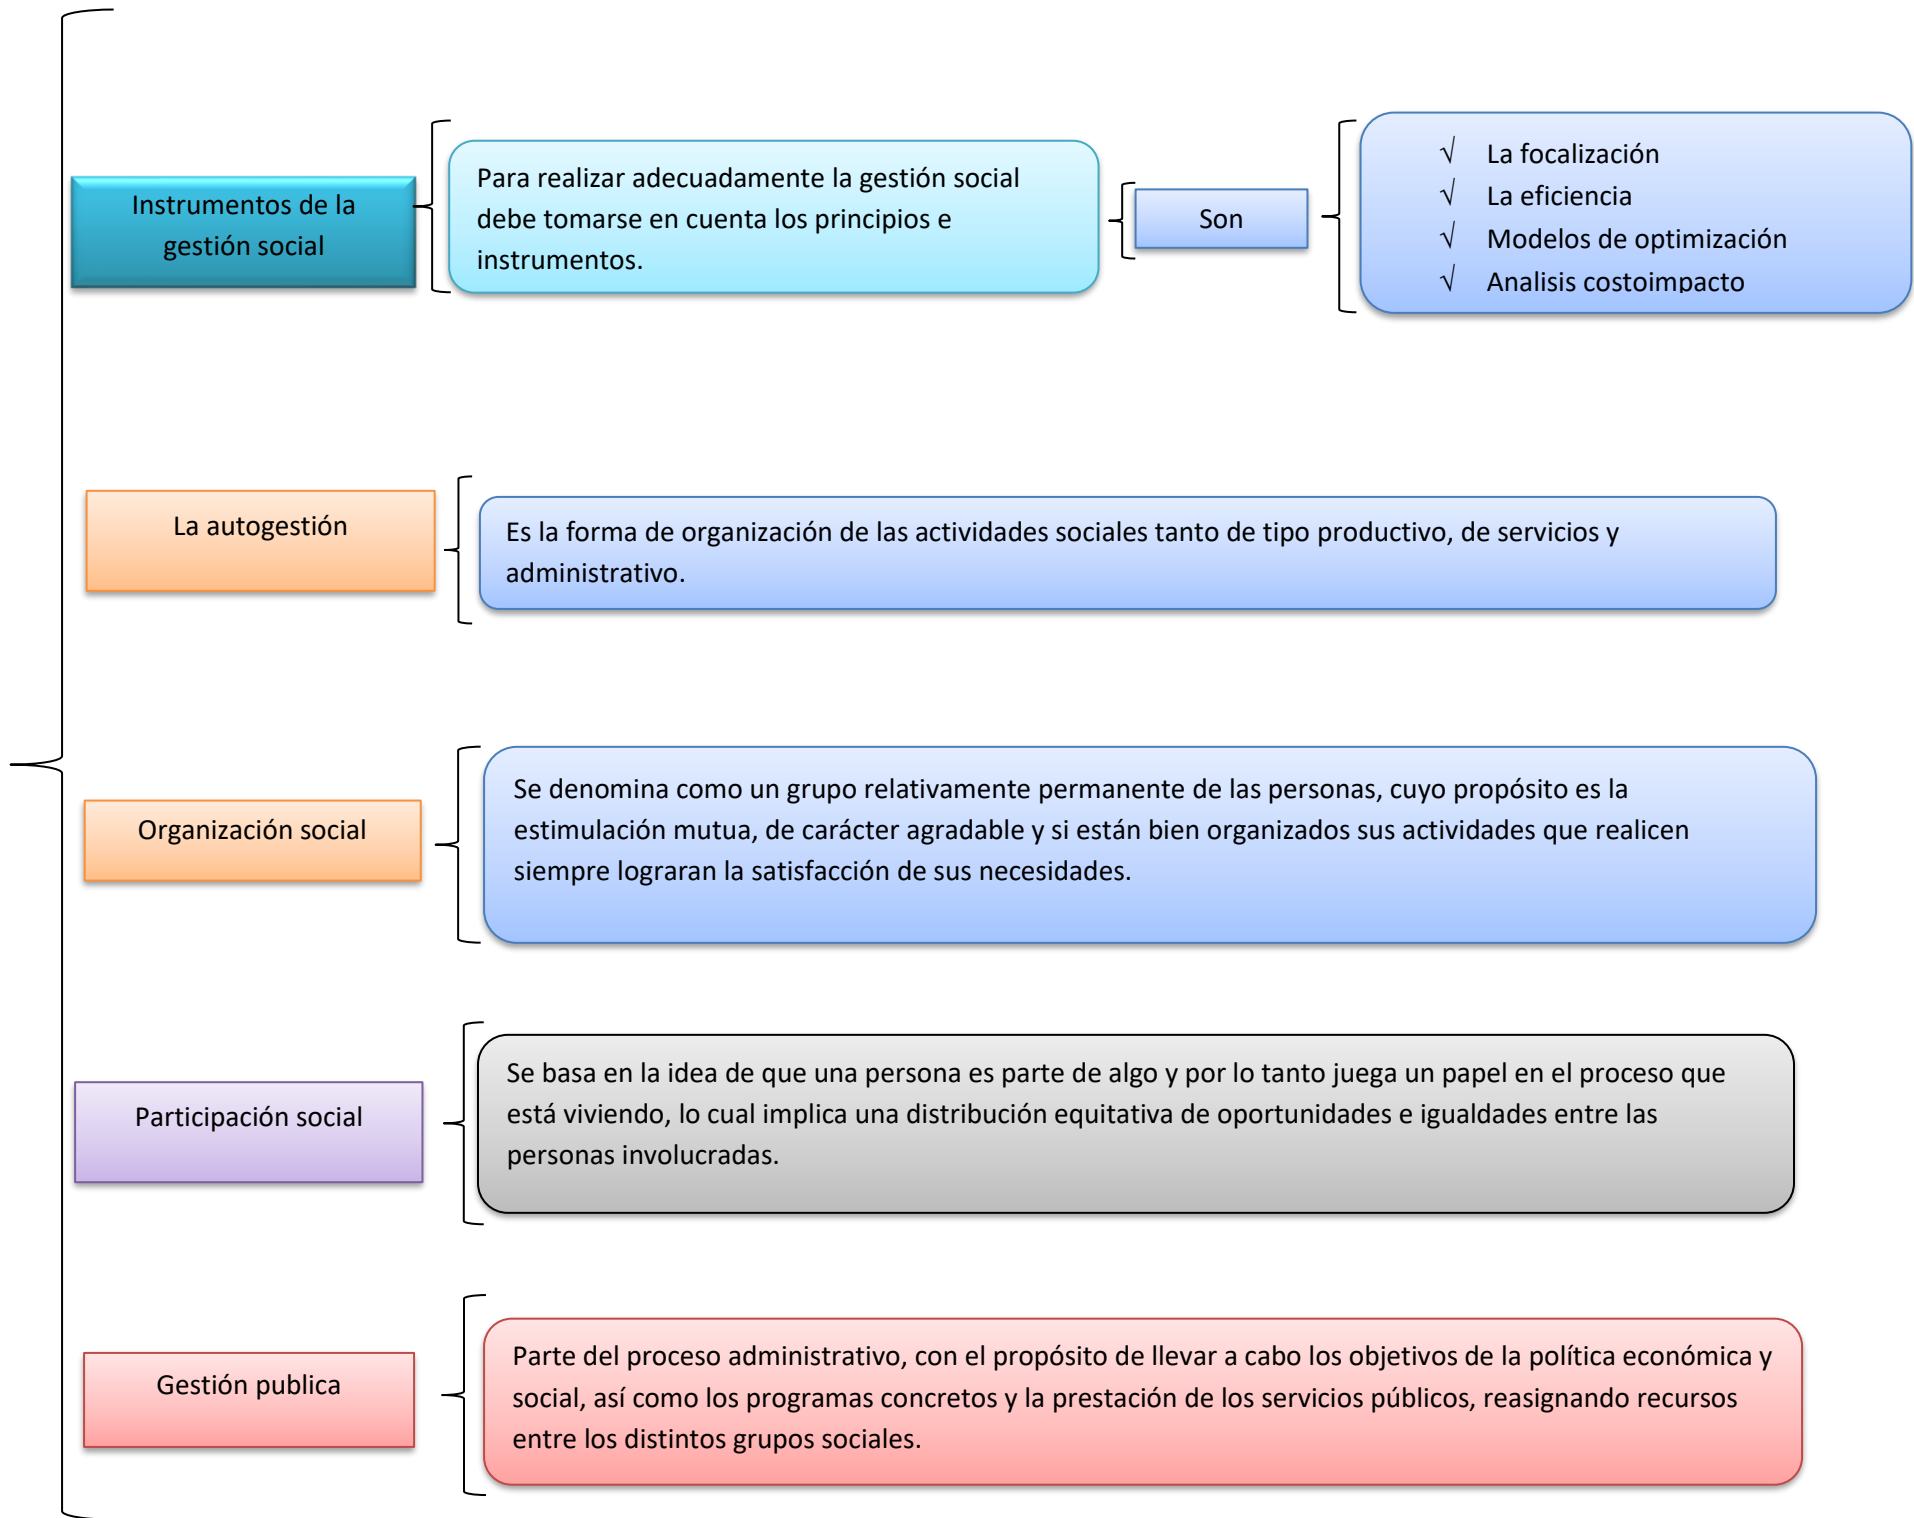 Instrumentos de la
gestión social
Para realizar adecuadamente la gestión social
debe tomarse en cuenta los principios e
instrumentos.
Son
√ La focalización
√ La eficiencia
√ Modelos de optimización
√ Analisis costoimpacto
La autogestión
Es la forma de organización de las actividades sociales tanto de tipo productivo, de servicios y
administrativo.
Organización social
Se denomina como un grupo relativamente permanente de las personas, cuyo propósito es la
estimulación mutua, de carácter agradable y si están bien organizados sus actividades que realicen
siempre lograran la satisfacción de sus necesidades.
Participación social
Se basa en la idea de que una persona es parte de algo y por lo tanto juega un papel en el proceso que
está viviendo, lo cual implica una distribución equitativa de oportunidades e igualdades entre las
personas involucradas.
Gestión publica
Parte del proceso administrativo, con el propósito de llevar a cabo los objetivos de la política económica y
social, así como los programas concretos y la prestación de los servicios públicos, reasignando recursos
entre los distintos grupos sociales.